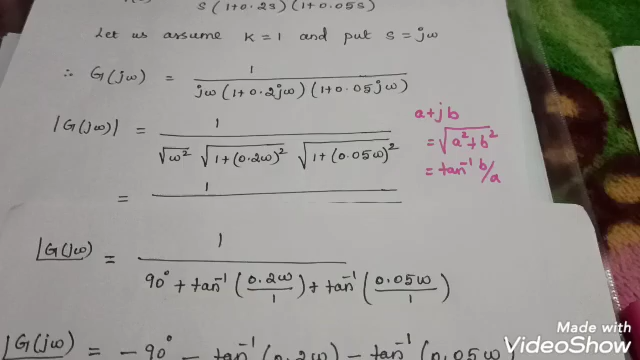 S(1+0.2S)(1+0.05S)
Let us assume K = 1 and put S = jω
∴ G(jω) = 1 / jω(1+0.2jω)(1+0.05jω)
|G(jω)| = 1 / √ω² √1+(0.2ω)² √1+(0.05ω)²
a+jb
= √a²+b²
= tan⁻¹ b/a
= 1
∠G(jω) = 1 / 90° + tan⁻¹(0.2ω/1) + tan⁻¹(0.05ω/1)
∠G(jω) = -90° - tan⁻¹(0.2ω) - tan⁻¹(0.05ω)
Made with
VideoShow